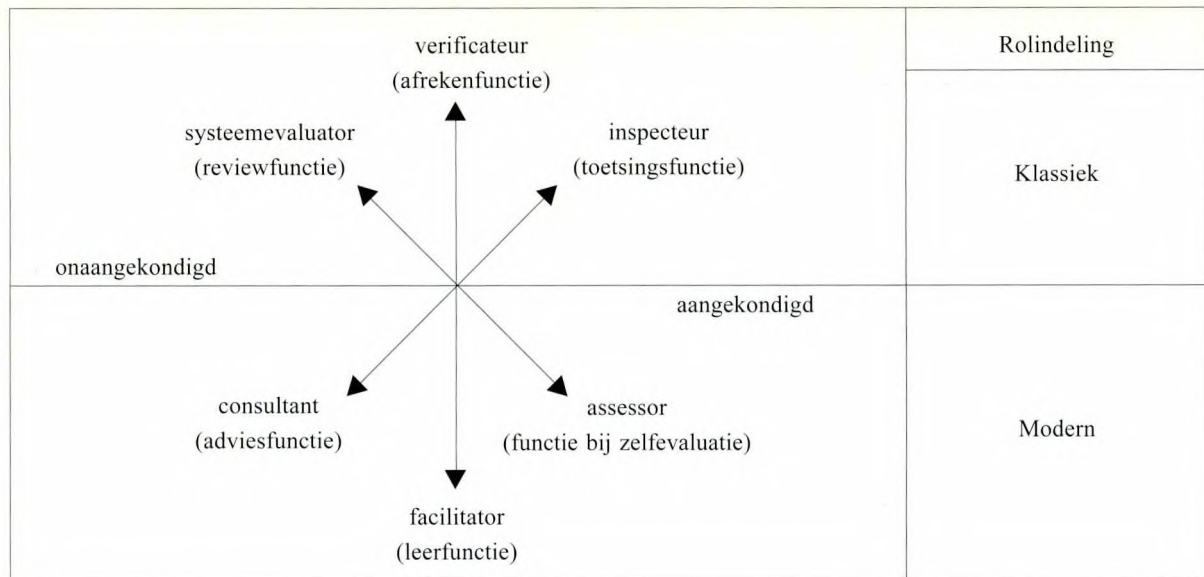 verificateur
(afrekenfunctie)
systeemevaluator
(reviewfunctie)
inspecteur
(toetsingsfunctie)
onaangekondigd
aangekondigd
consultant
(adviesfunctie)
assessor
(functie bij zelfevaluatie)
facilitator
(leerfunctie)
Rolindeling
Klassiek
Modern